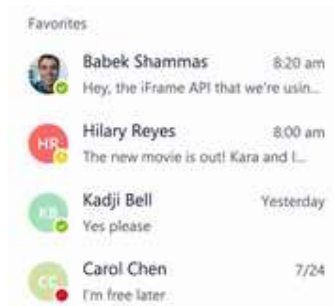 Favorites
Babek Shammas 8:20 am
Hey, the iFrame API that we're usin...
HR Hilary Reyes 8:00 am
The new movie is out! Kara and I...
KB Kadji Bell Yesterday
Yes please
CC Carol Chen 7/24
I'm free later